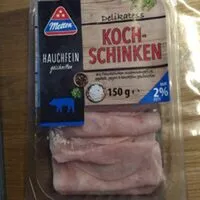 Metten
Delikatess
KOCH-
SCHINKEN
HAUCHFEIN
geschnitten
150 g
2%